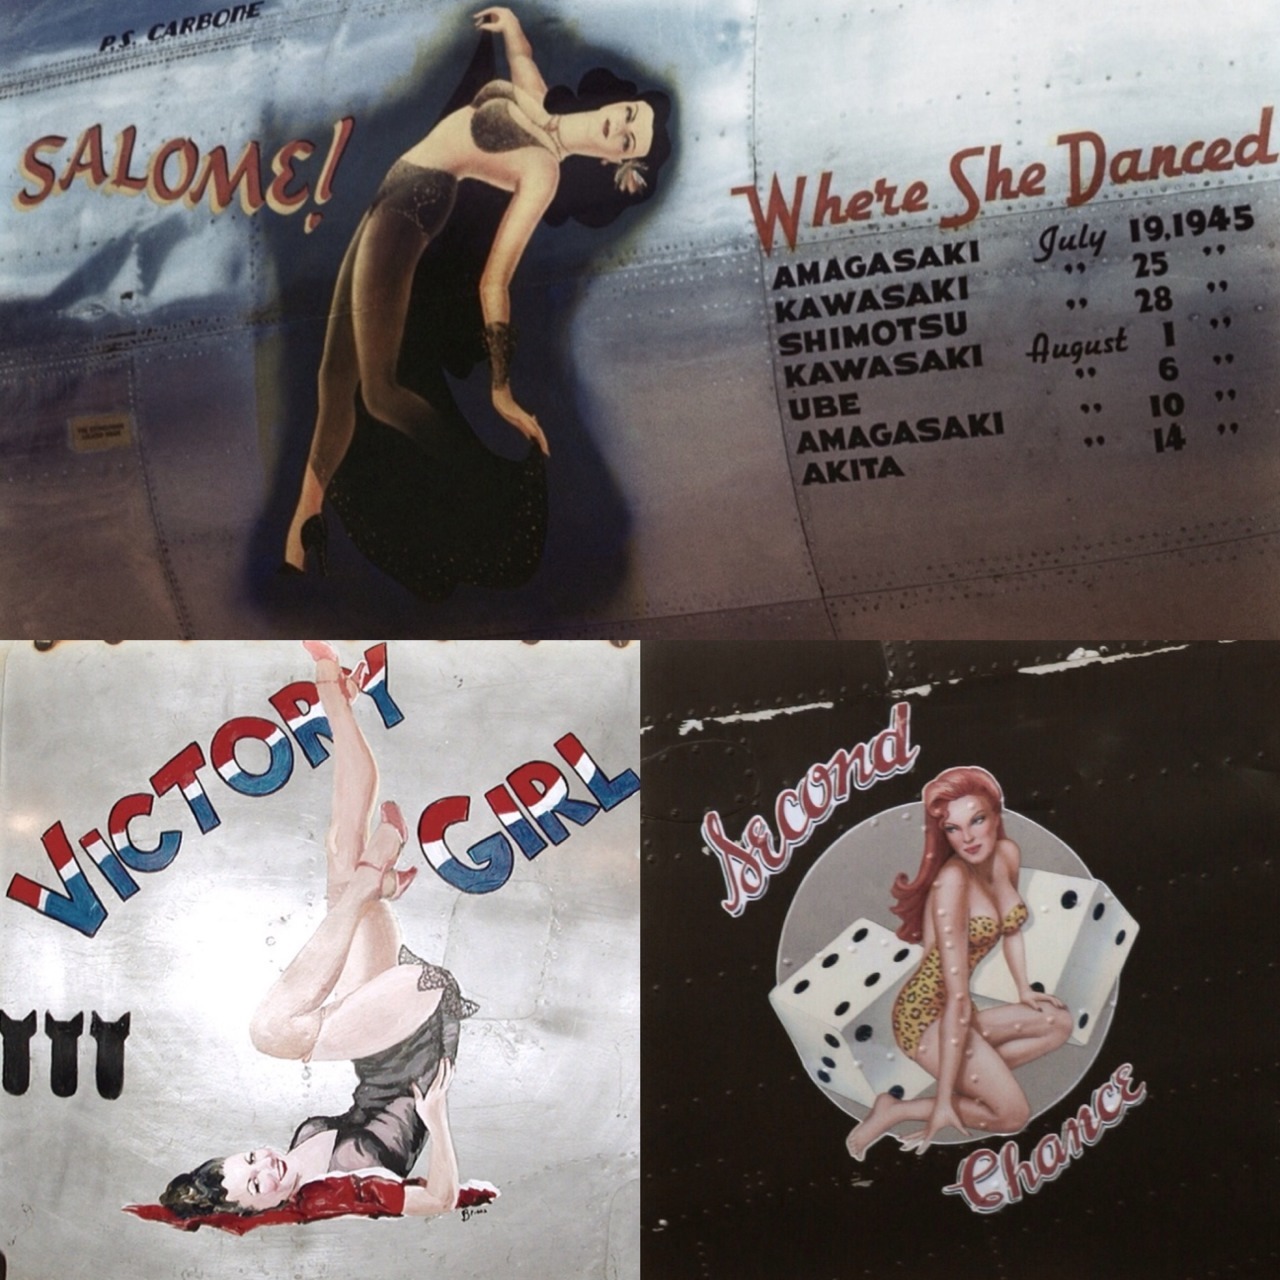 P.S. CARBONE
SALOME!
Where She Danced
AMAGASAKI July 19,1945
KAWASAKI " 25 "
SHIMOTSU " 28 "
KAWASAKI August 1 "
UBE " 6 "
AMAGASAKI " 10 "
AKITA " 14 "
VICTORY
GIRL
Second
Chance